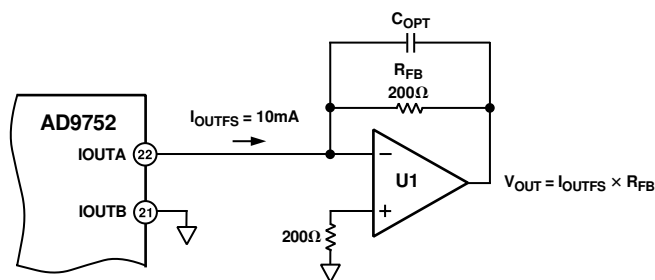 C_OPT
R_FB
200Ω
I_OUTFS = 10mA
AD9752
IOUTA
22
–
U1
V_OUT = I_OUTFS × R_FB
IOUTB
21
+
200Ω